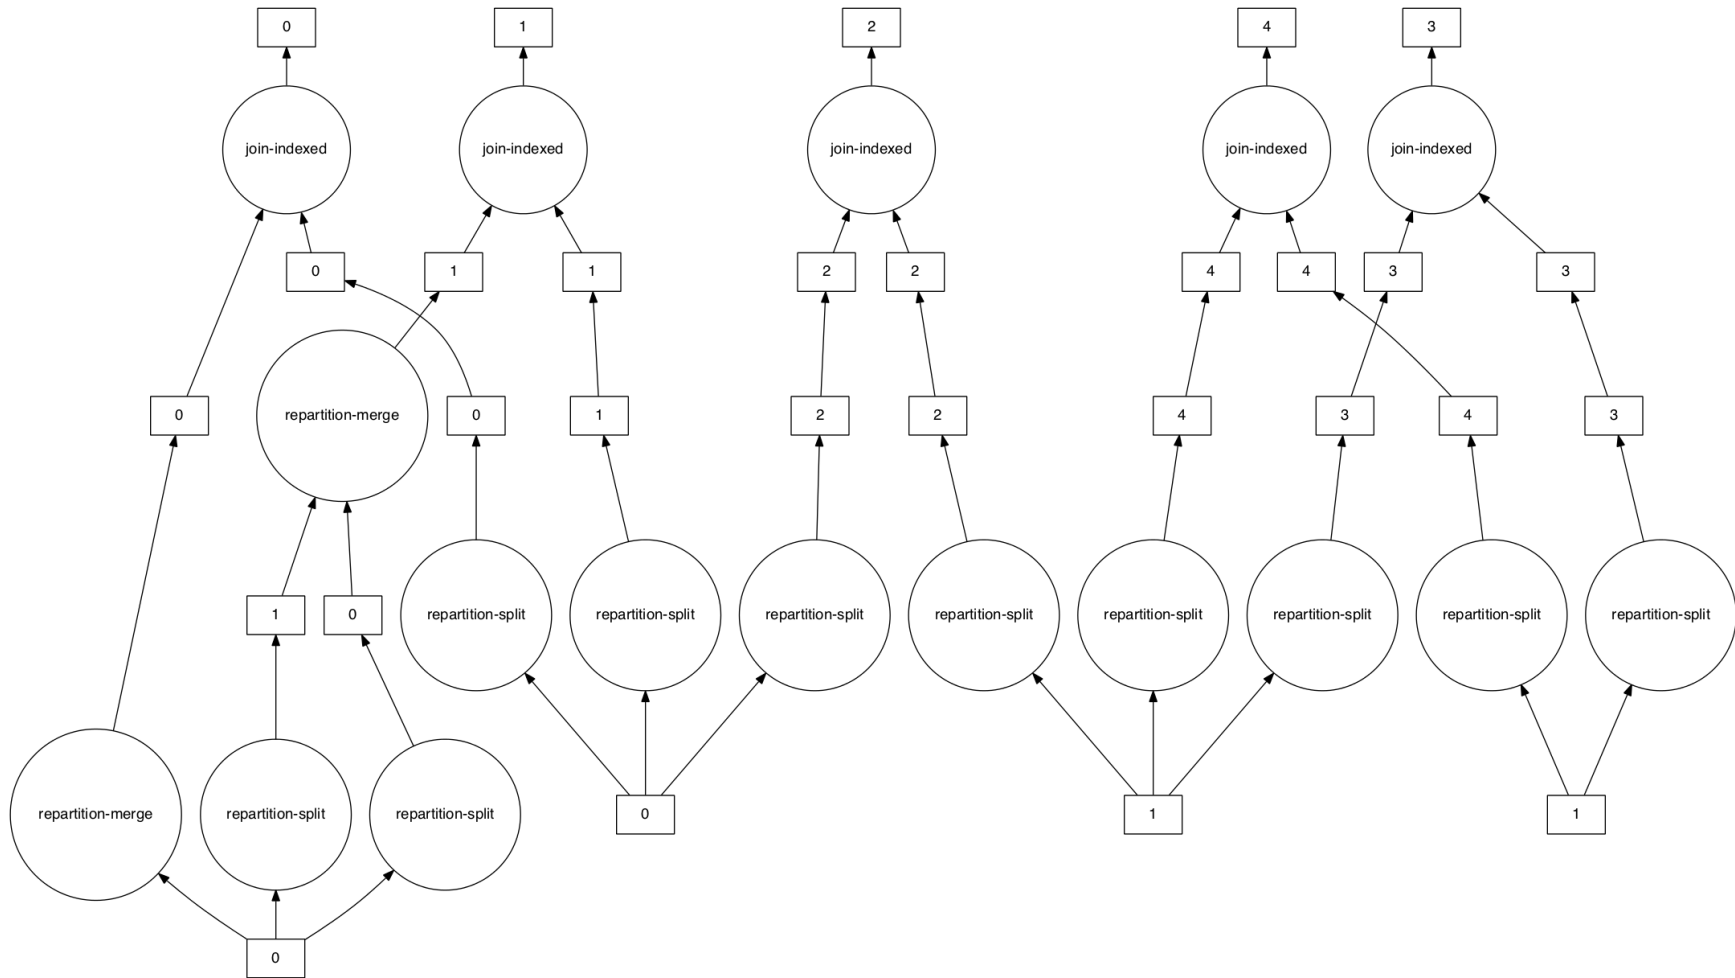 0 1 2 4 3
join-indexed join-indexed join-indexed join-indexed join-indexed
0 1 1 2 2 4 4 3 3
0 repartition-merge 0 1 2 2 4 3 4 3
1 0 repartition-split repartition-split repartition-split repartition-split repartition-split repartition-split repartition-split repartition-split
repartition-merge repartition-split repartition-split 0 1 1
0